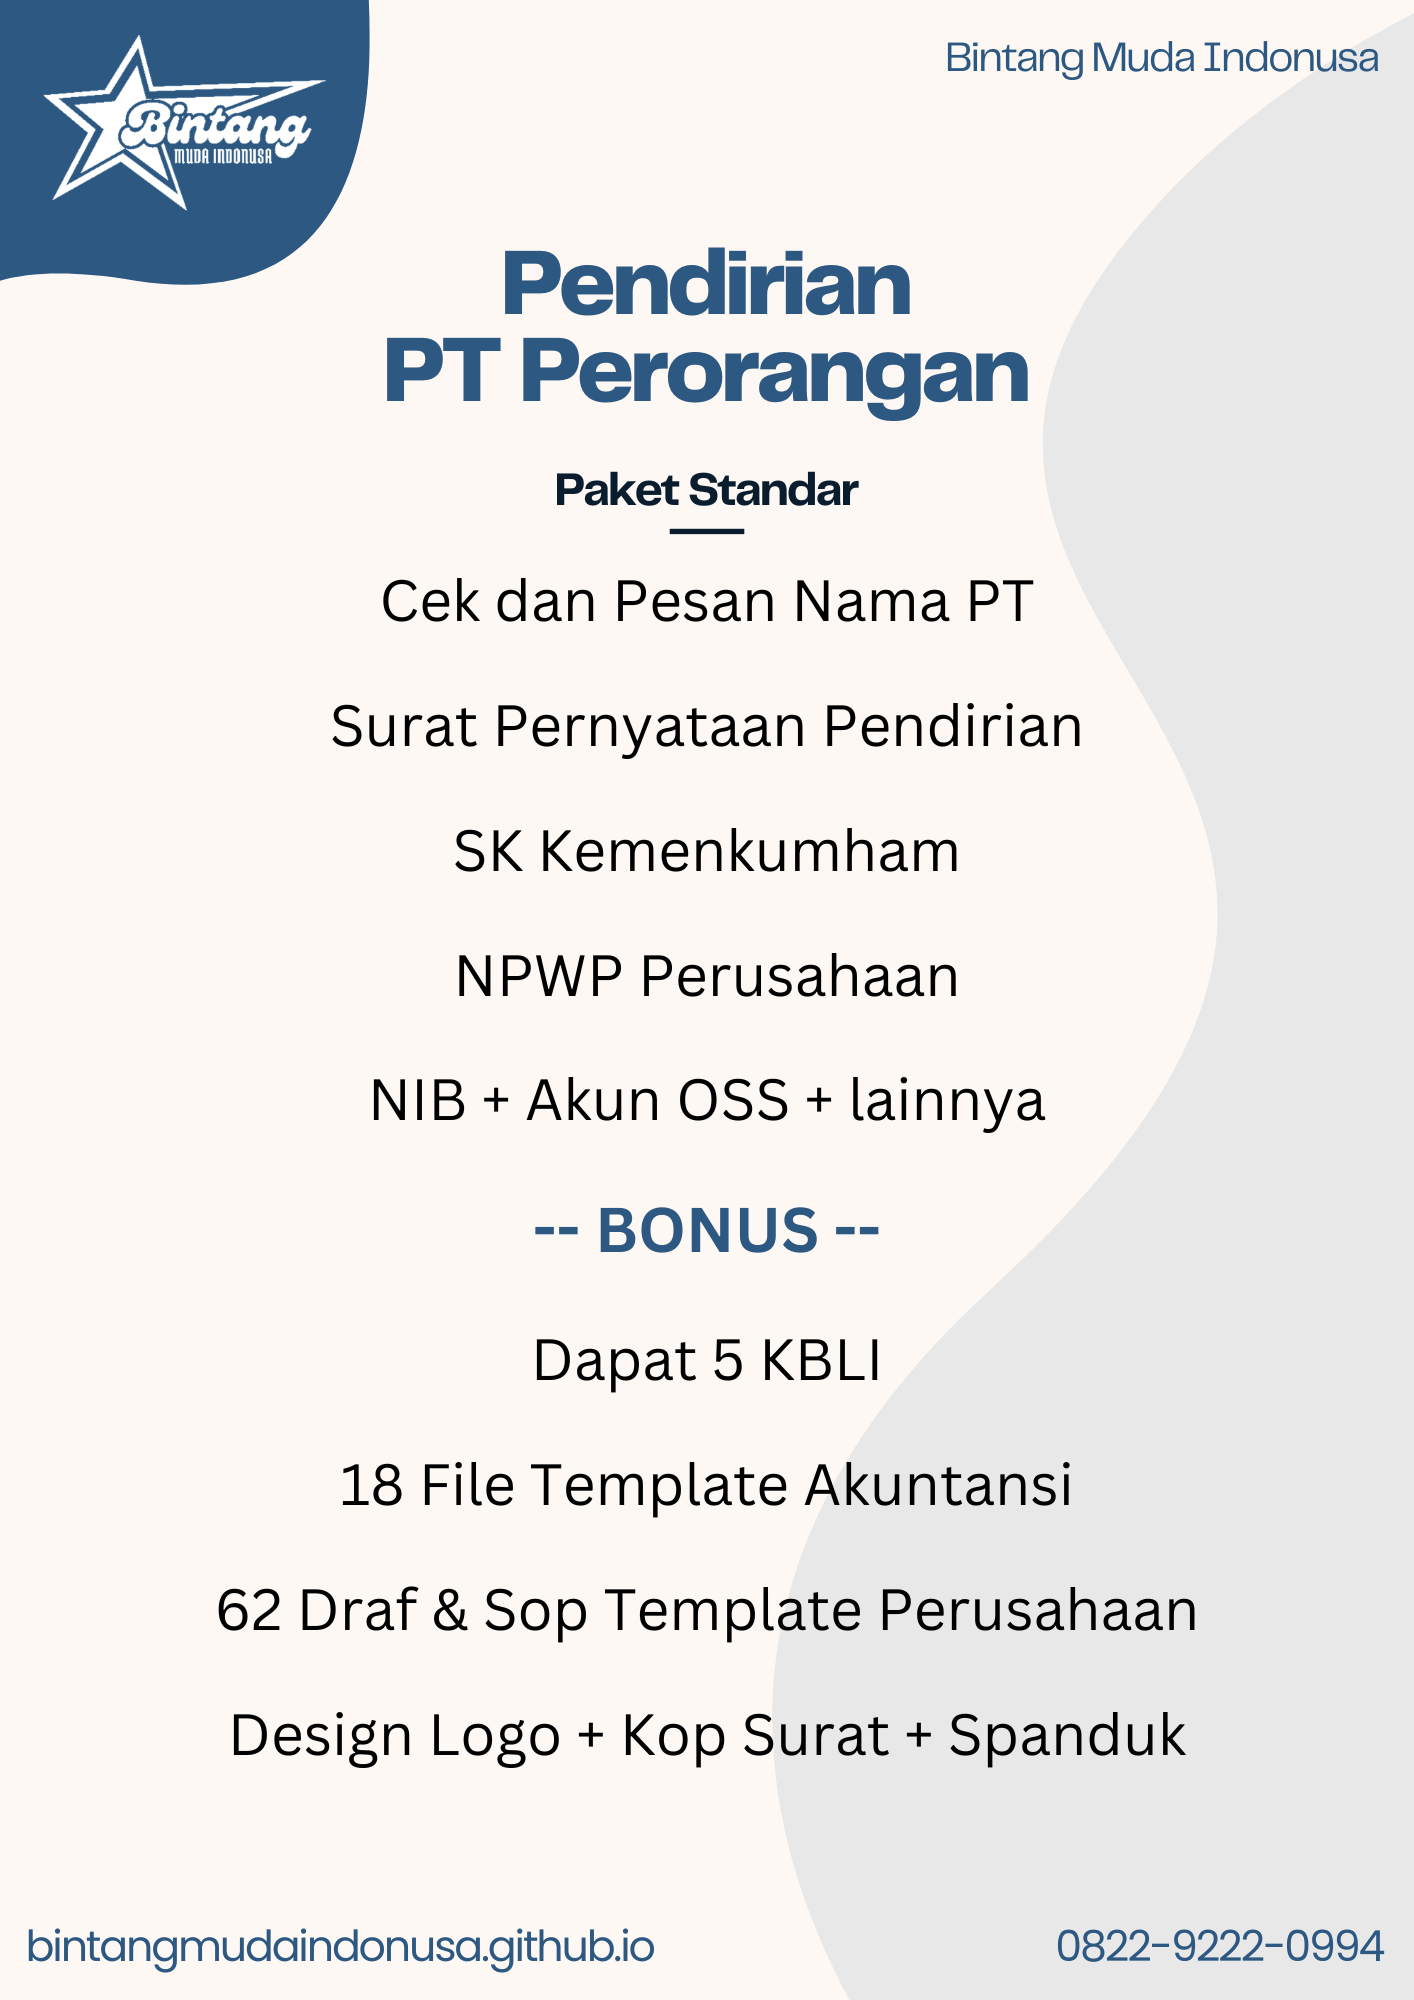 Bintang
MUDA INDONUSA
Bintang Muda Indonusa
Pendirian
PT Perorangan
Paket Standar
Cek dan Pesan Nama PT
Surat Pernyataan Pendirian
SK Kemenkumham
NPWP Perusahaan
NIB + Akun OSS + lainnya
-- BONUS --
Dapat 5 KBLI
18 File Template Akuntansi
62 Draf & Sop Template Perusahaan
Design Logo + Kop Surat + Spanduk
bintangmudaindonusa.github.io
0822-9222-0994